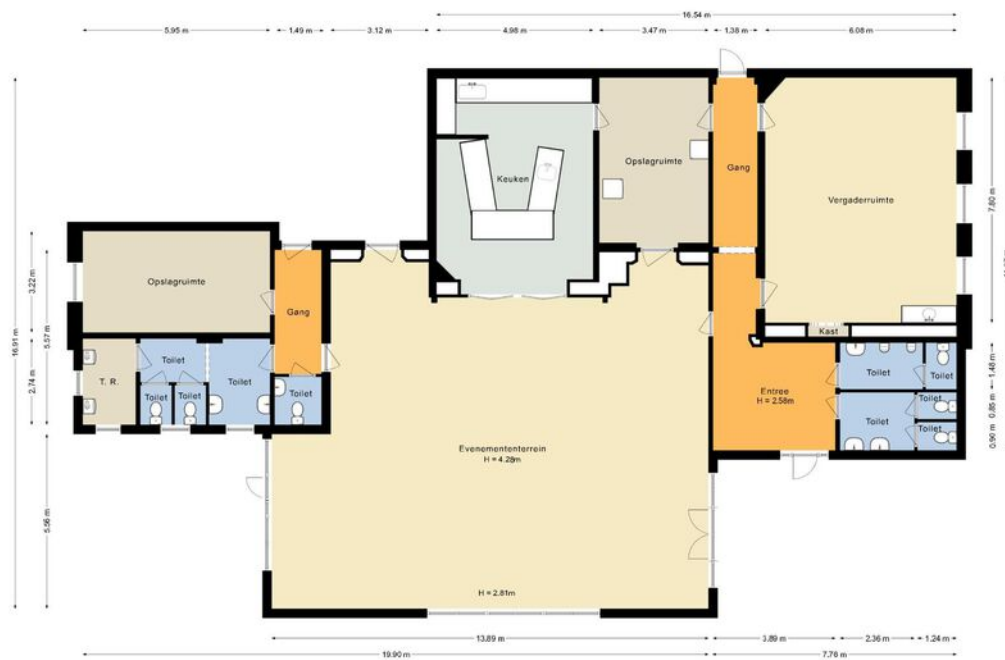 16.54 m
5.95 m
1.49 m
3.12 m
4.98 m
3.47 m
1.38 m
6.08 m
Opslagruimte
Keuken
Gang
Vergaderruimte
7.80 m
16.91 m
3.22 m
5.57 m
2.74 m
5.56 m
Opslagruimte
Gang
Kast
T. R.
Toilet
Toilet
Toilet
Toilet
Toilet
Entree
H = 2.58m
Toilet
Toilet
Toilet
Toilet
Toilet
1.48 m
0.85 m
0.90 m
Evenemententerrein
H = 4.28m
H = 2.81m
13.89 m
3.89 m
2.36 m
1.24 m
19.90 m
7.76 m